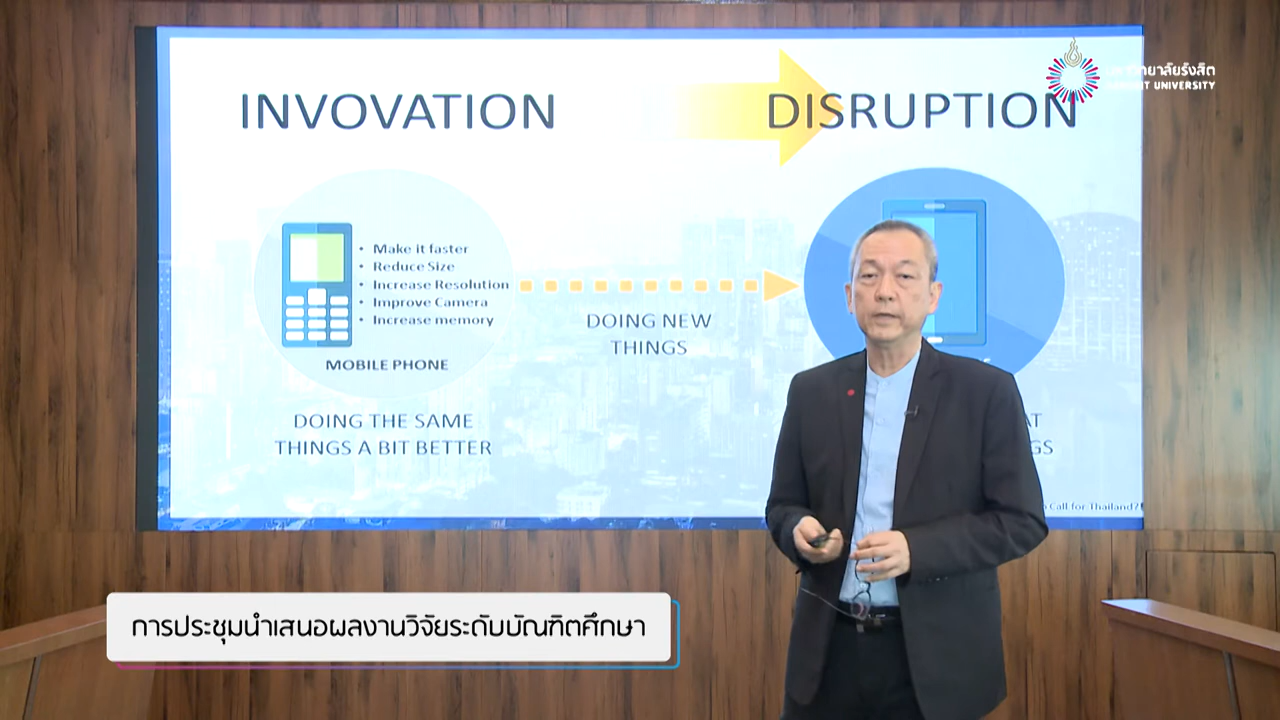 มหาวิทยาลัยรังสิต
UNIVERSITY
INVOVATION
DISRUPTION
• Make it faster
• Reduce Size
• Increase Resolution
• Improve Camera
• Increase memory
MOBILE PHONE
DOING NEW
THINGS
DOING THE SAME
THINGS A BIT BETTER
Call for Thailand?
การประชุมนำเสนอผลงานวิจัยระดับบัณฑิตศึกษา